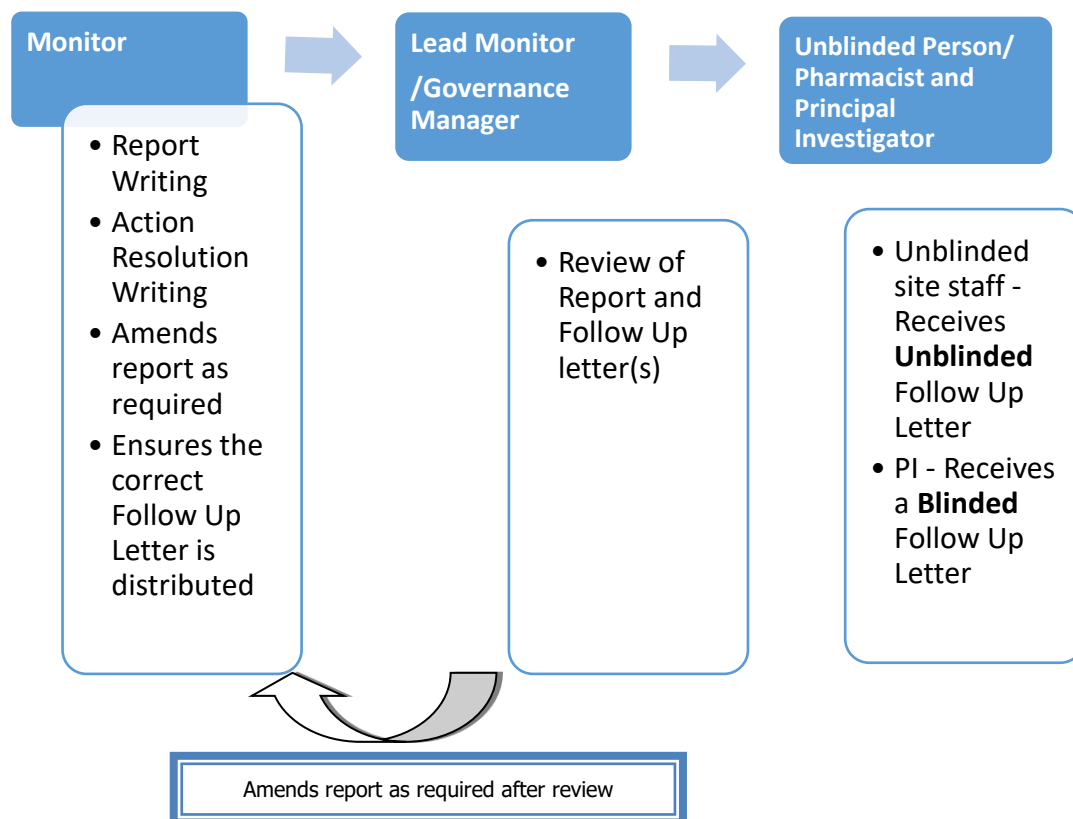 Monitor
• Report
Writing
• Action
Resolution
Writing
• Amends
report as
required
• Ensures the
correct
Follow Up
Letter is
distributed
Lead Monitor
/Governance
Manager
• Review of
Report and
Follow Up
letter(s)
Unblinded Person/
Pharmacist and
Principal
Investigator
• Unblinded
site staff -
Receives
Unblinded
Follow Up
Letter
• PI - Receives
a Blinded
Follow Up
Letter
Amends report as required after review